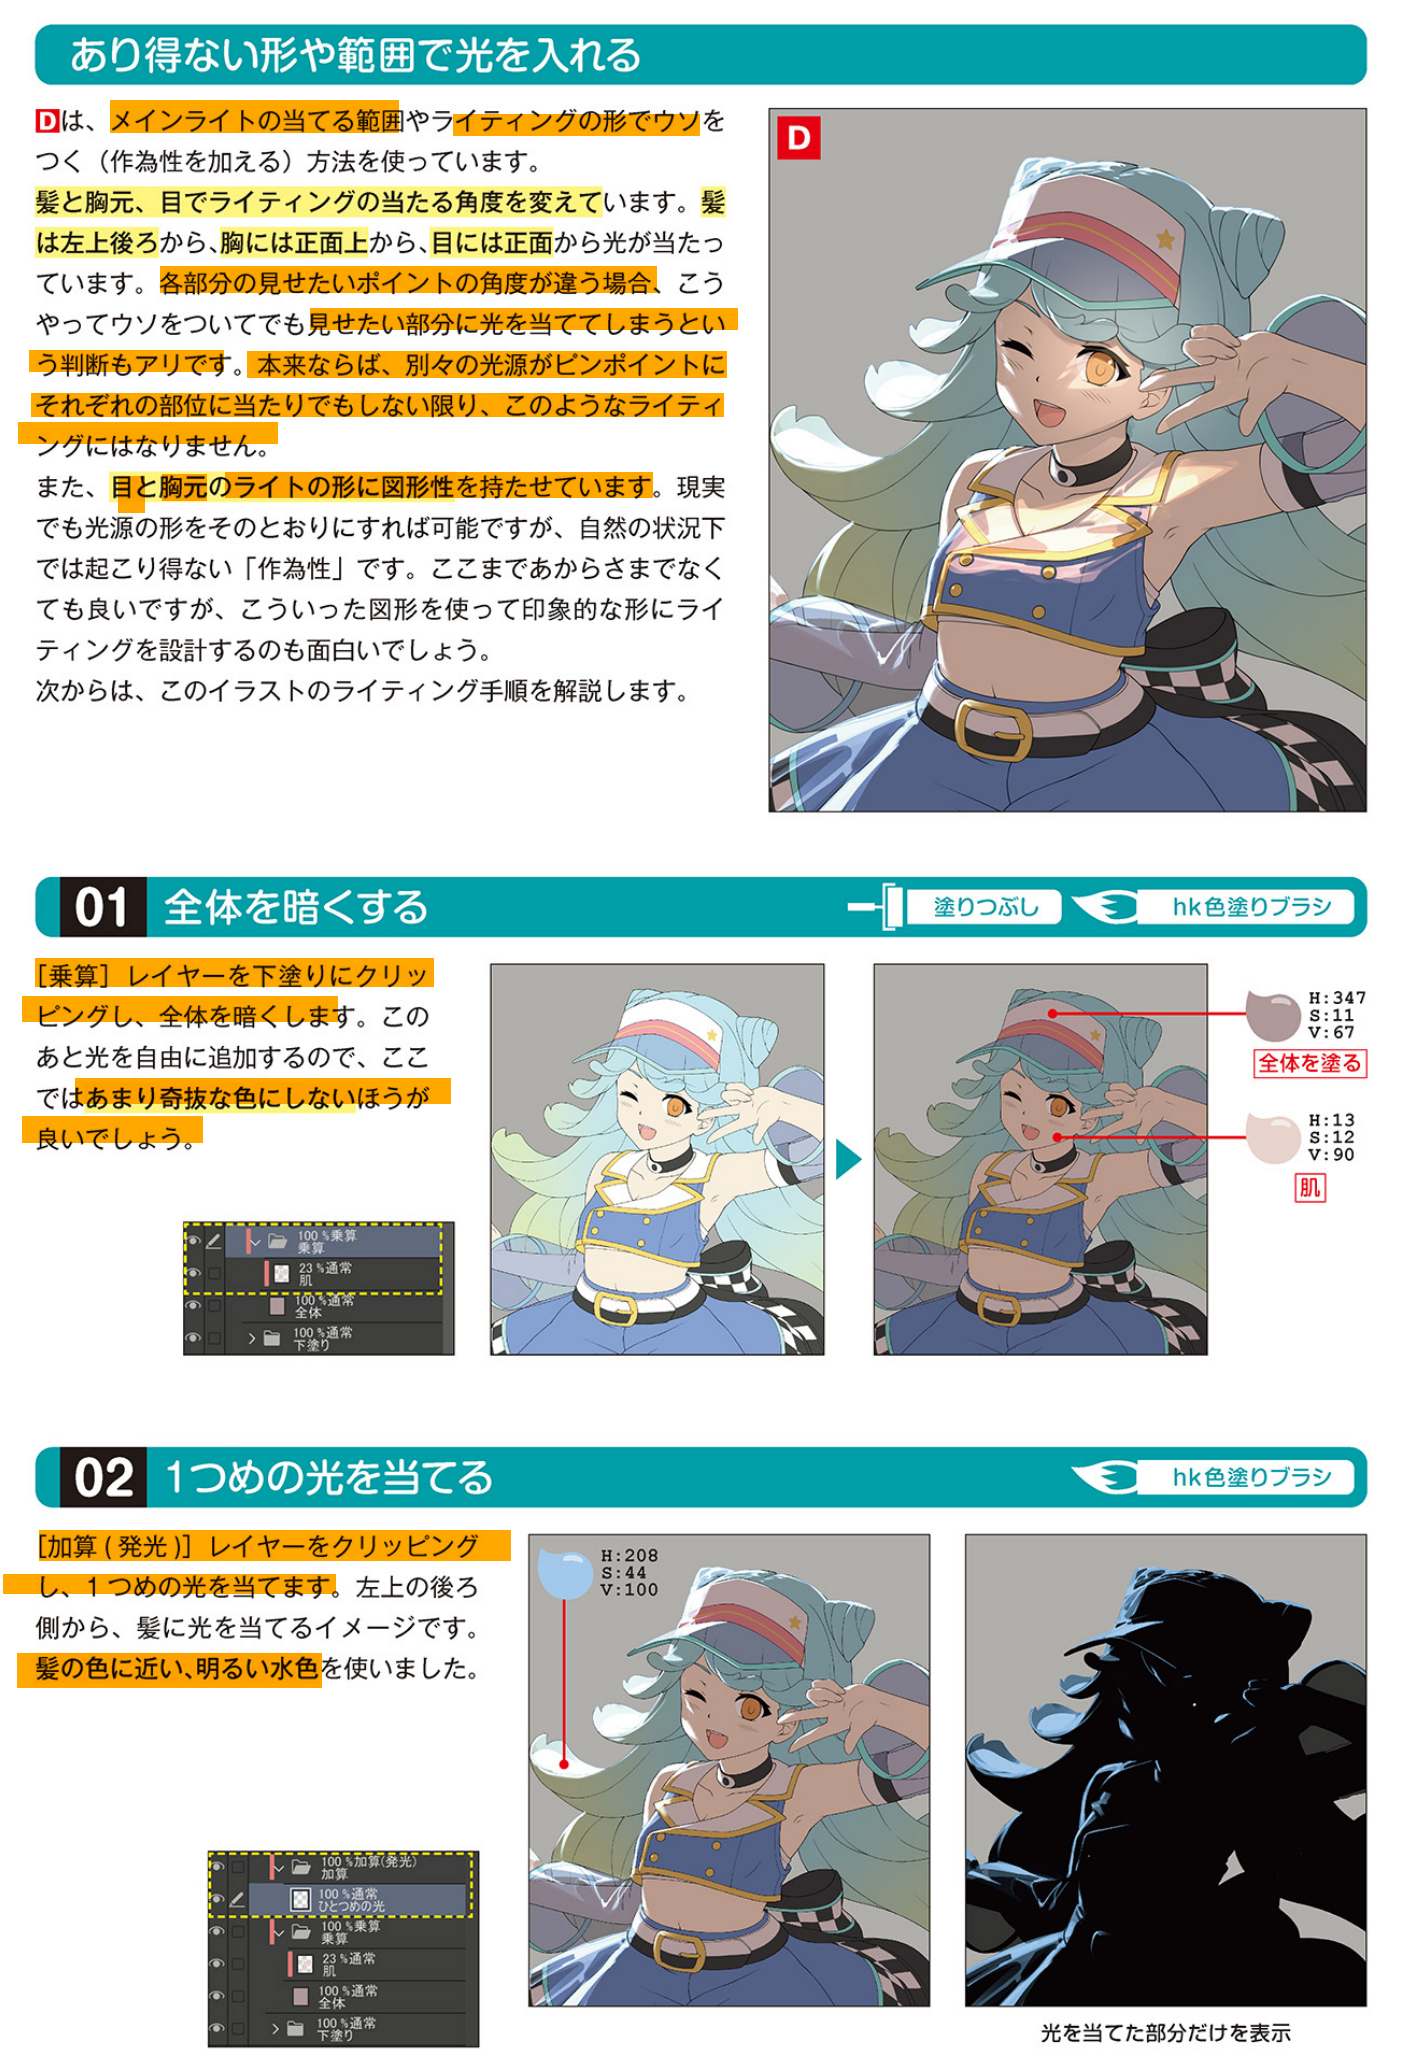 あり得ない形や範囲で光を入れる
Dは、メインライトの当てる範囲やライティングの形でウソを
つく（作為性を加える）方法を使っています。
髪と胸元、目でライティングの当たる角度を変えています。髪
は左上後ろから、胸には正面上から、目には正面から光が当たっ
ています。各部分の見せたいポイントの角度が違う場合、こう
やってウソをついてでも見せたい部分に光を当ててしまうとい
う判断もアリです。本来ならば、別々の光源がピンポイントに
それぞれの部位に当たりでもしない限り、このようなライティ
ングにはなりません。
また、目と胸元のライトの形に図形性を持たせています。現実
でも光源の形をそのとおりにすれば可能ですが、自然の状況下
では起こり得ない「作為性」です。ここまであからさまでなく
ても良いですが、こういった図形を使って印象的な形にライ
ティングを設計するのも面白いでしょう。
次からは、このイラストのライティング手順を解説します。
D
01 全体を暗くする
塗りつぶし
hk色塗りブラシ
［乗算］レイヤーを下塗りにクリッ
ピングし、全体を暗くします。この
あと光を自由に追加するので、ここ
ではあまり奇抜な色にしないほうが
良いでしょう。
100 %乗算
乗算
23 %通常
肌
100 %通常
全体
100 %通常
下塗り
H:347
S:11
V:67
全体を塗る
H:13
S:12
V:90
肌
02 1つめの光を当てる
hk色塗りブラシ
［加算(発光)］レイヤーをクリッピング
し、1つめの光を当てます。左上の後ろ
側から、髪に光を当てるイメージです。
髪の色に近い、明るい水色を使いました。
100 %加算(発光)
加算
100 %通常
ひとつめの光
100 %乗算
乗算
23 %通常
肌
100 %通常
全体
100 %通常
下塗り
H:208
S:44
V:100
光を当てた部分だけを表示